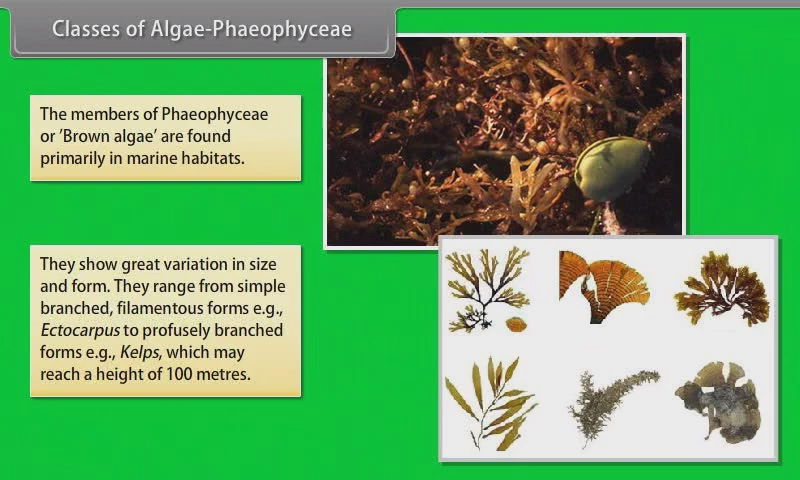 Classes of Algae-Phaeophyceae
The members of Phaeophyceae
or 'Brown algae' are found
primarily in marine habitats.
They show great variation in size
and form. They range from simple
branched, filamentous forms e.g.,
Ectocarpus to profusely branched
forms e.g., Kelps, which may
reach a height of 100 metres.